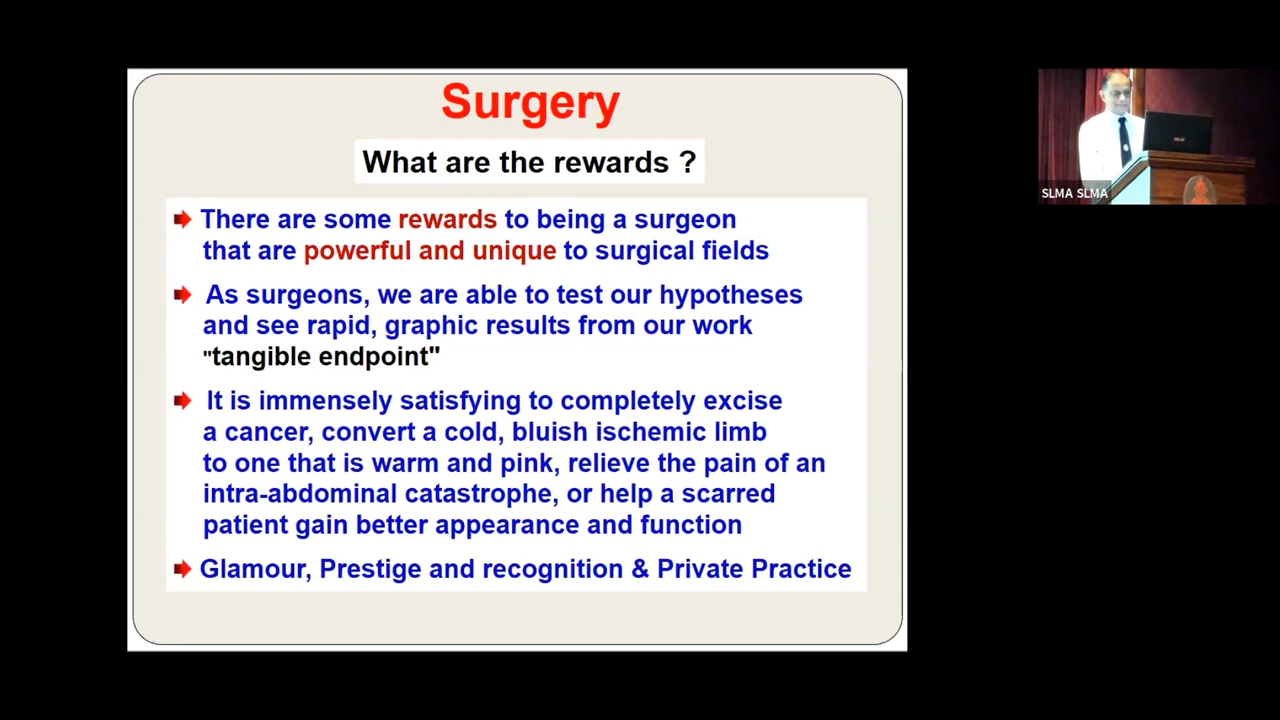 Surgery
What are the rewards ?
There are some rewards to being a surgeon
that are powerful and unique to surgical fields
As surgeons, we are able to test our hypotheses
and see rapid, graphic results from our work
"tangible endpoint"
It is immensely satisfying to completely excise
a cancer, convert a cold, bluish ischemic limb
to one that is warm and pink, relieve the pain of an
intra-abdominal catastrophe, or help a scarred
patient gain better appearance and function
Glamour, Prestige and recognition & Private Practice
SLMA SLMA